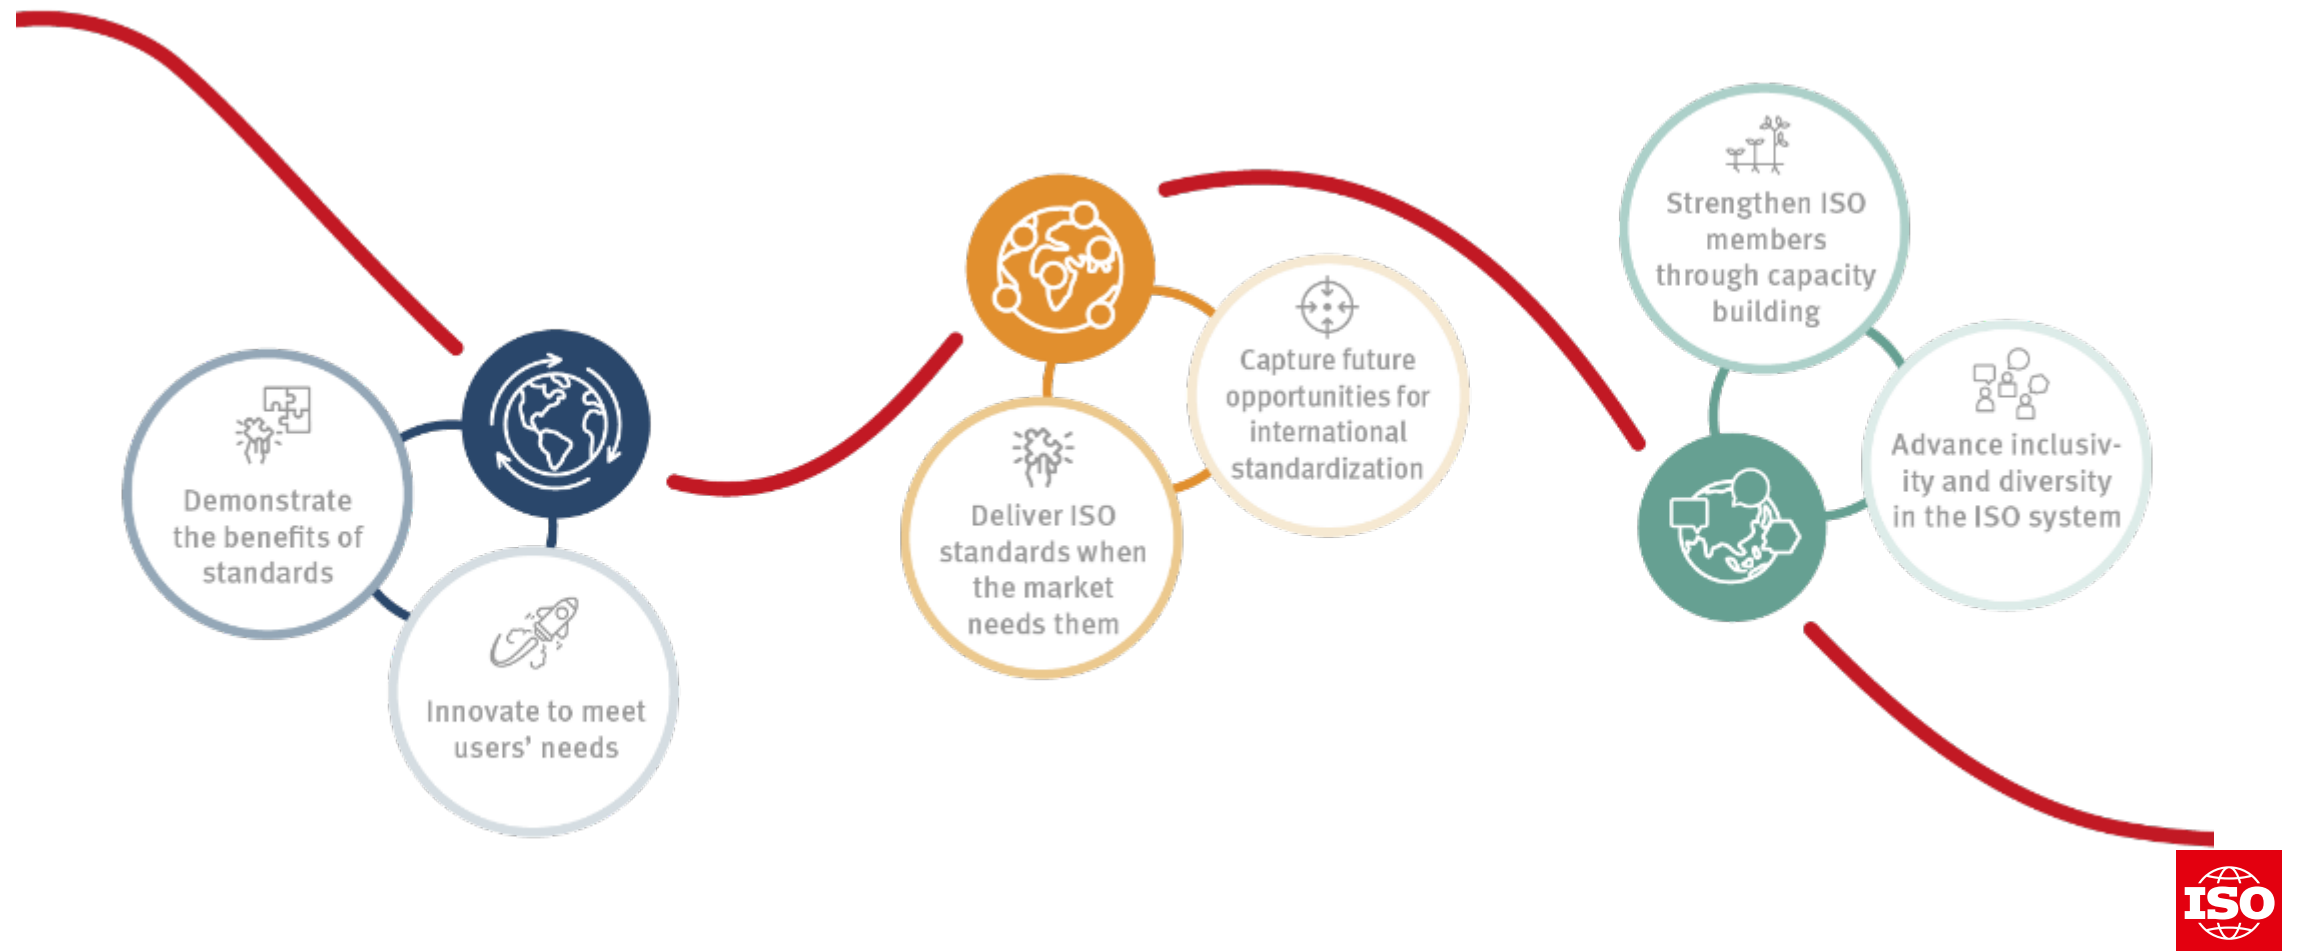 Demonstrate
the benefits of
standards
Innovate to meet
users’ needs
Deliver ISO
standards when
the market
needs them
Capture future
opportunities for
international
standardization
Strengthen ISO
members
through capacity
building
Advance inclusiv-
ity and diversity
in the ISO system
ISO